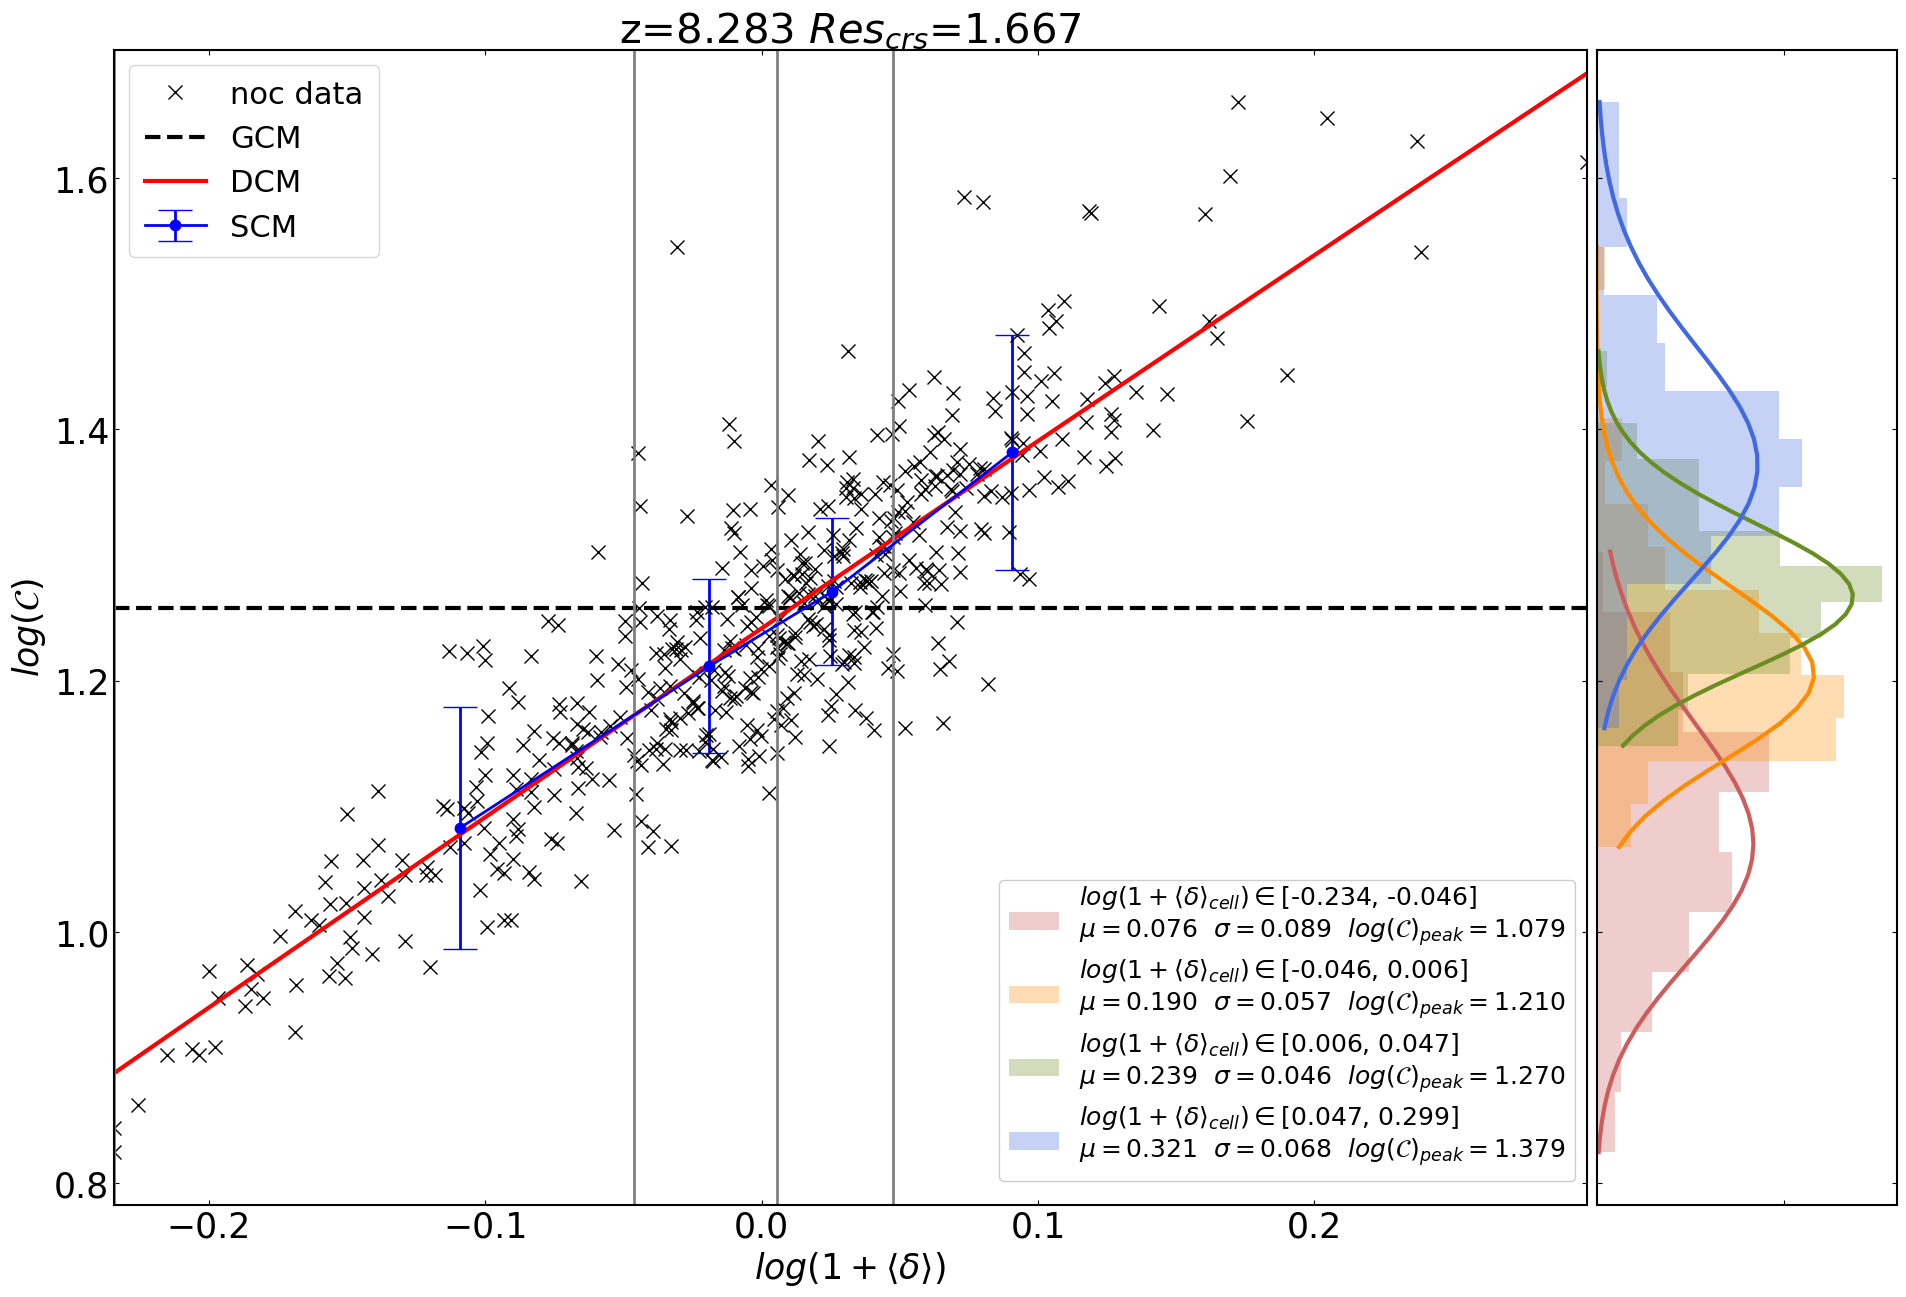 z=8.283 Res_crs=1.667
noc data
GCM
DCM
SCM
log(𝒞)
1.6
1.4
1.2
1.0
0.8
−0.2
−0.1
0.0
0.1
0.2
log(1 + ⟨δ⟩)
log(1 + ⟨δ⟩_cell) ∈ [-0.234, -0.046]
μ = 0.076 σ = 0.089 log(𝒞)_peak = 1.079
log(1 + ⟨δ⟩_cell) ∈ [-0.046, 0.006]
μ = 0.190 σ = 0.057 log(𝒞)_peak = 1.210
log(1 + ⟨δ⟩_cell) ∈ [0.006, 0.047]
μ = 0.239 σ = 0.046 log(𝒞)_peak = 1.270
log(1 + ⟨δ⟩_cell) ∈ [0.047, 0.299]
μ = 0.321 σ = 0.068 log(𝒞)_peak = 1.379